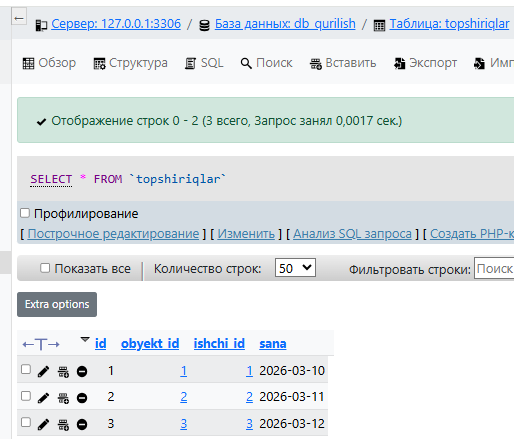 Сервер: 127.0.0.1:3306 / База данных: db_qurilish / Таблица: topshiriqlar
Обзор Структура SQL Поиск Вставить Экспорт Имп
Отображение строк 0 - 2 (3 всего, Запрос занял 0,0017 сек.)
SELECT * FROM `topshiriqlar`
Профилирование
[ Построчное редактирование ] [ Изменить ] [ Анализ SQL запроса ] [ Создать PHP-к
Показать все Количество строк: 50 Фильтровать строки: Поиск
Extra options
←T→ id obyekt_id ishchi_id sana
1 1 1 2026-03-10
2 2 2 2026-03-11
3 3 3 2026-03-12